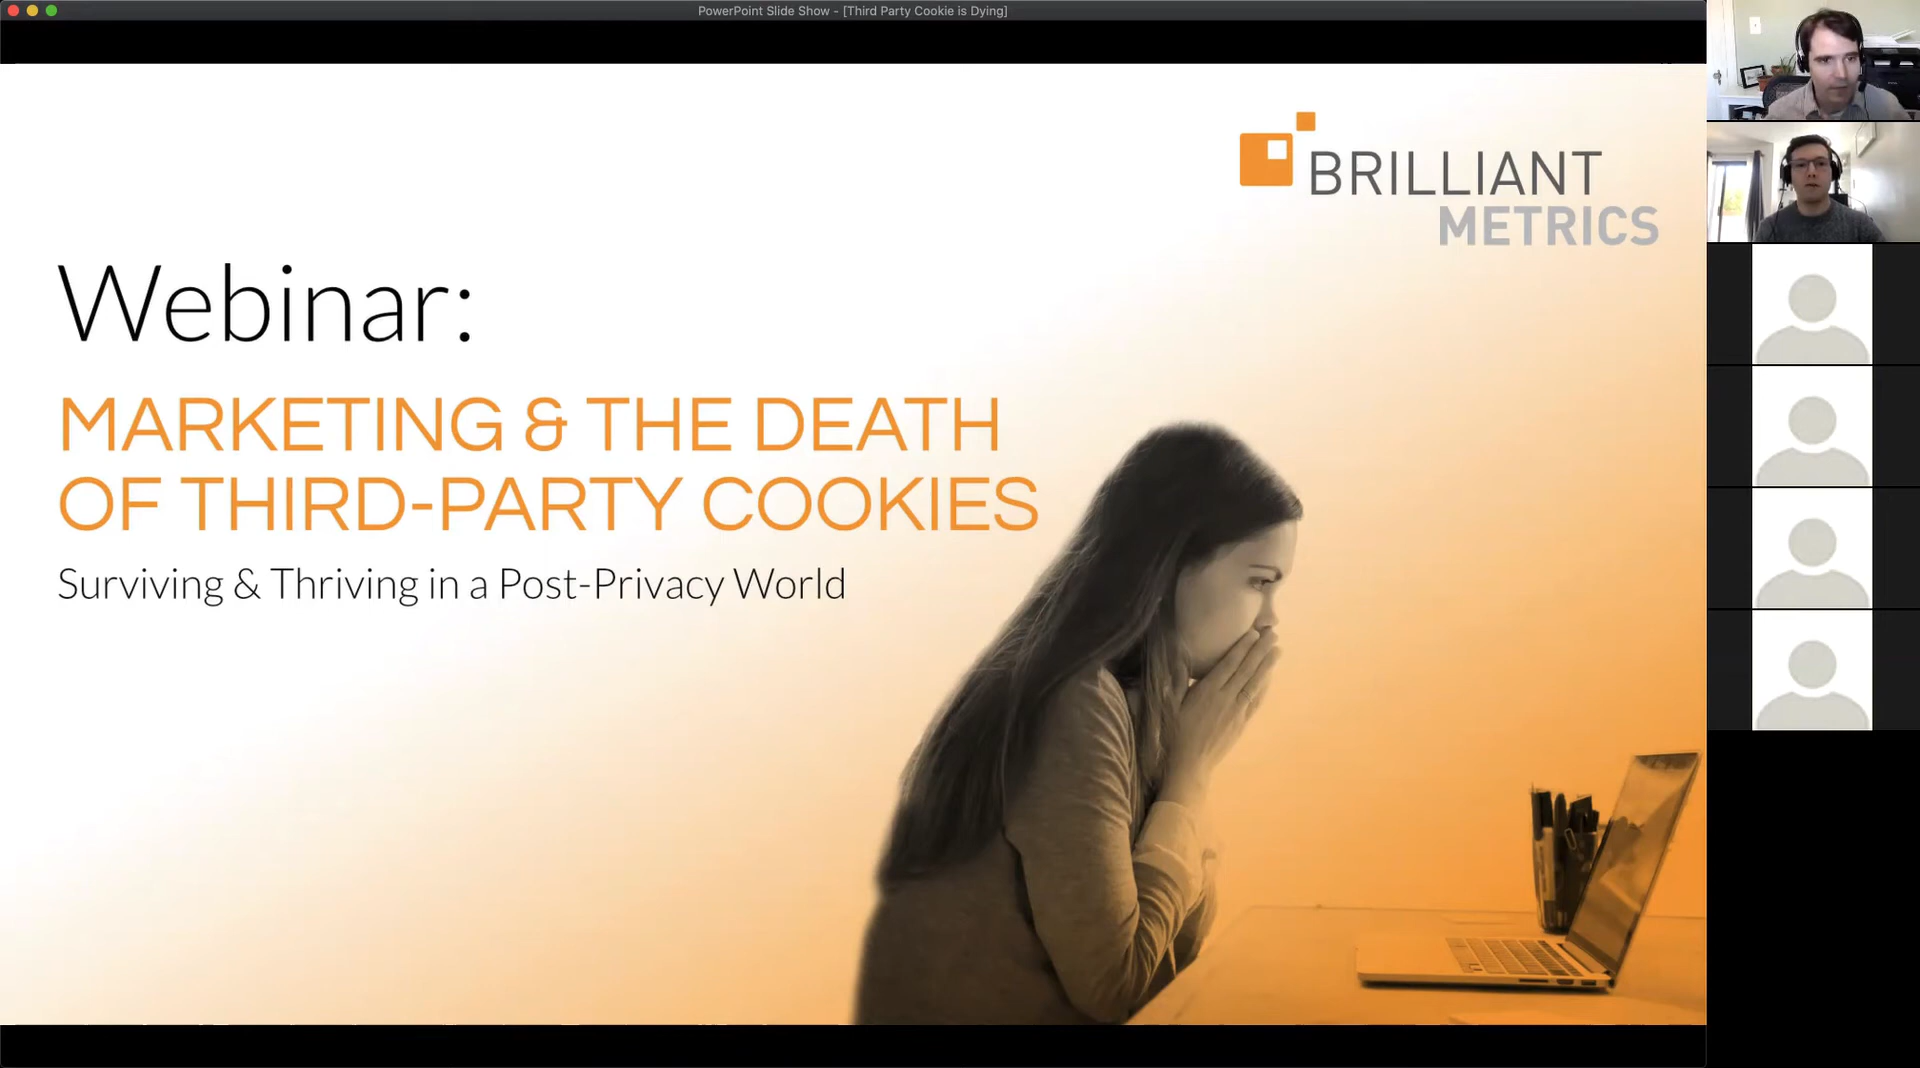 PowerPoint Slide Show - [Third Party Cookie is Dying]
BRILLIANT
METRICS
Webinar:
MARKETING & THE DEATH
OF THIRD-PARTY COOKIES
Surviving & Thriving in a Post-Privacy World